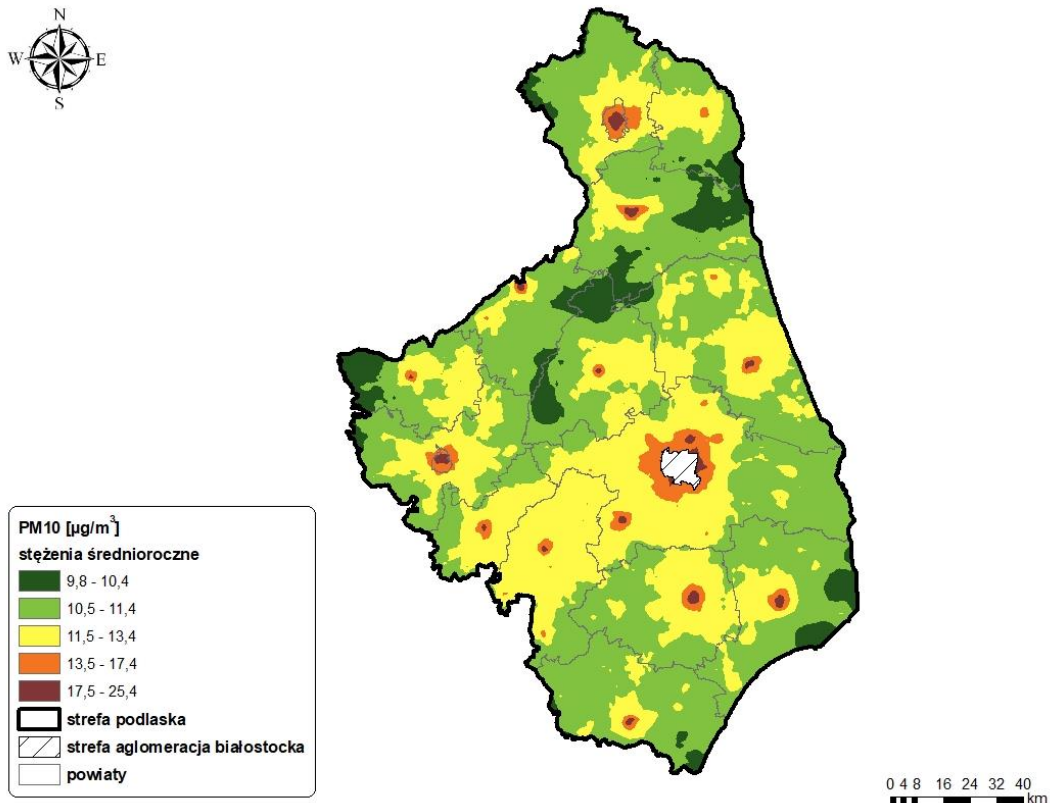 N
W E
S
PM10 [µg/m³]
stężenia średnioroczne
9,8 - 10,4
10,5 - 11,4
11,5 - 13,4
13,5 - 17,4
17,5 - 25,4
strefa podlaska
strefa aglomeracja białostocka
powiaty
0 4 8 16 24 32 40
km